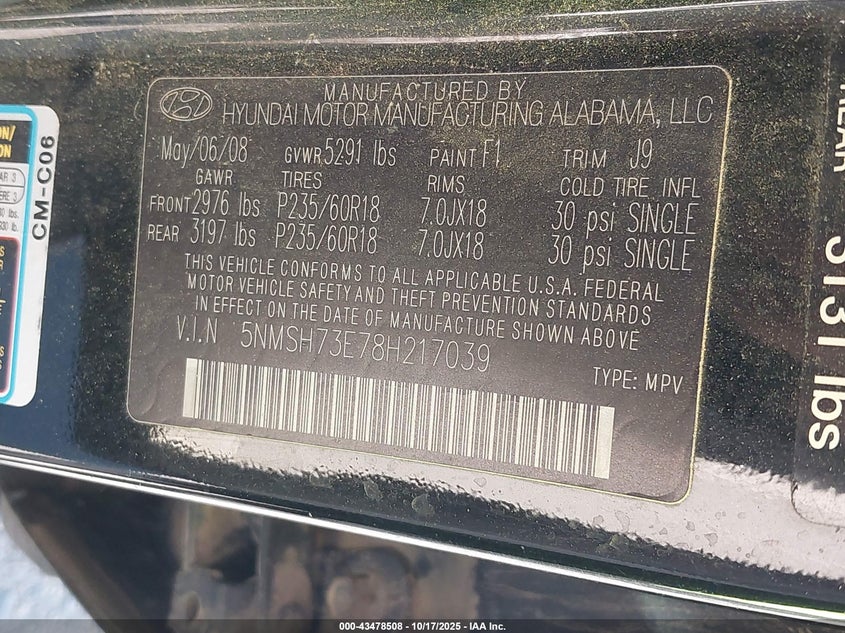 MANUFACTURED BY
HYUNDAI MOTOR MANUFACTURING ALABAMA, LLC
May/06/08 GVWR 5291 lbs PAINT F1 TRIM J9
GAWR TIRES RIMS COLD TIRE INFL
FRONT 2976 lbs P235/60R18 7.0JX18 30 psi SINGLE
REAR 3197 lbs P235/60R18 7.0JX18 30 psi SINGLE
THIS VEHICLE CONFORMS TO ALL APPLICABLE U.S.A. FEDERAL
MOTOR VEHICLE SAFETY AND THEFT PREVENTION STANDARDS
IN EFFECT ON THE DATE OF MANUFACTURE SHOWN ABOVE
V.I.N 5NMSH73E78H217039
TYPE: MPV
CM-C06
REAR 3131 lbs
000-43478508 | 10/17/2025 | IAA Inc.